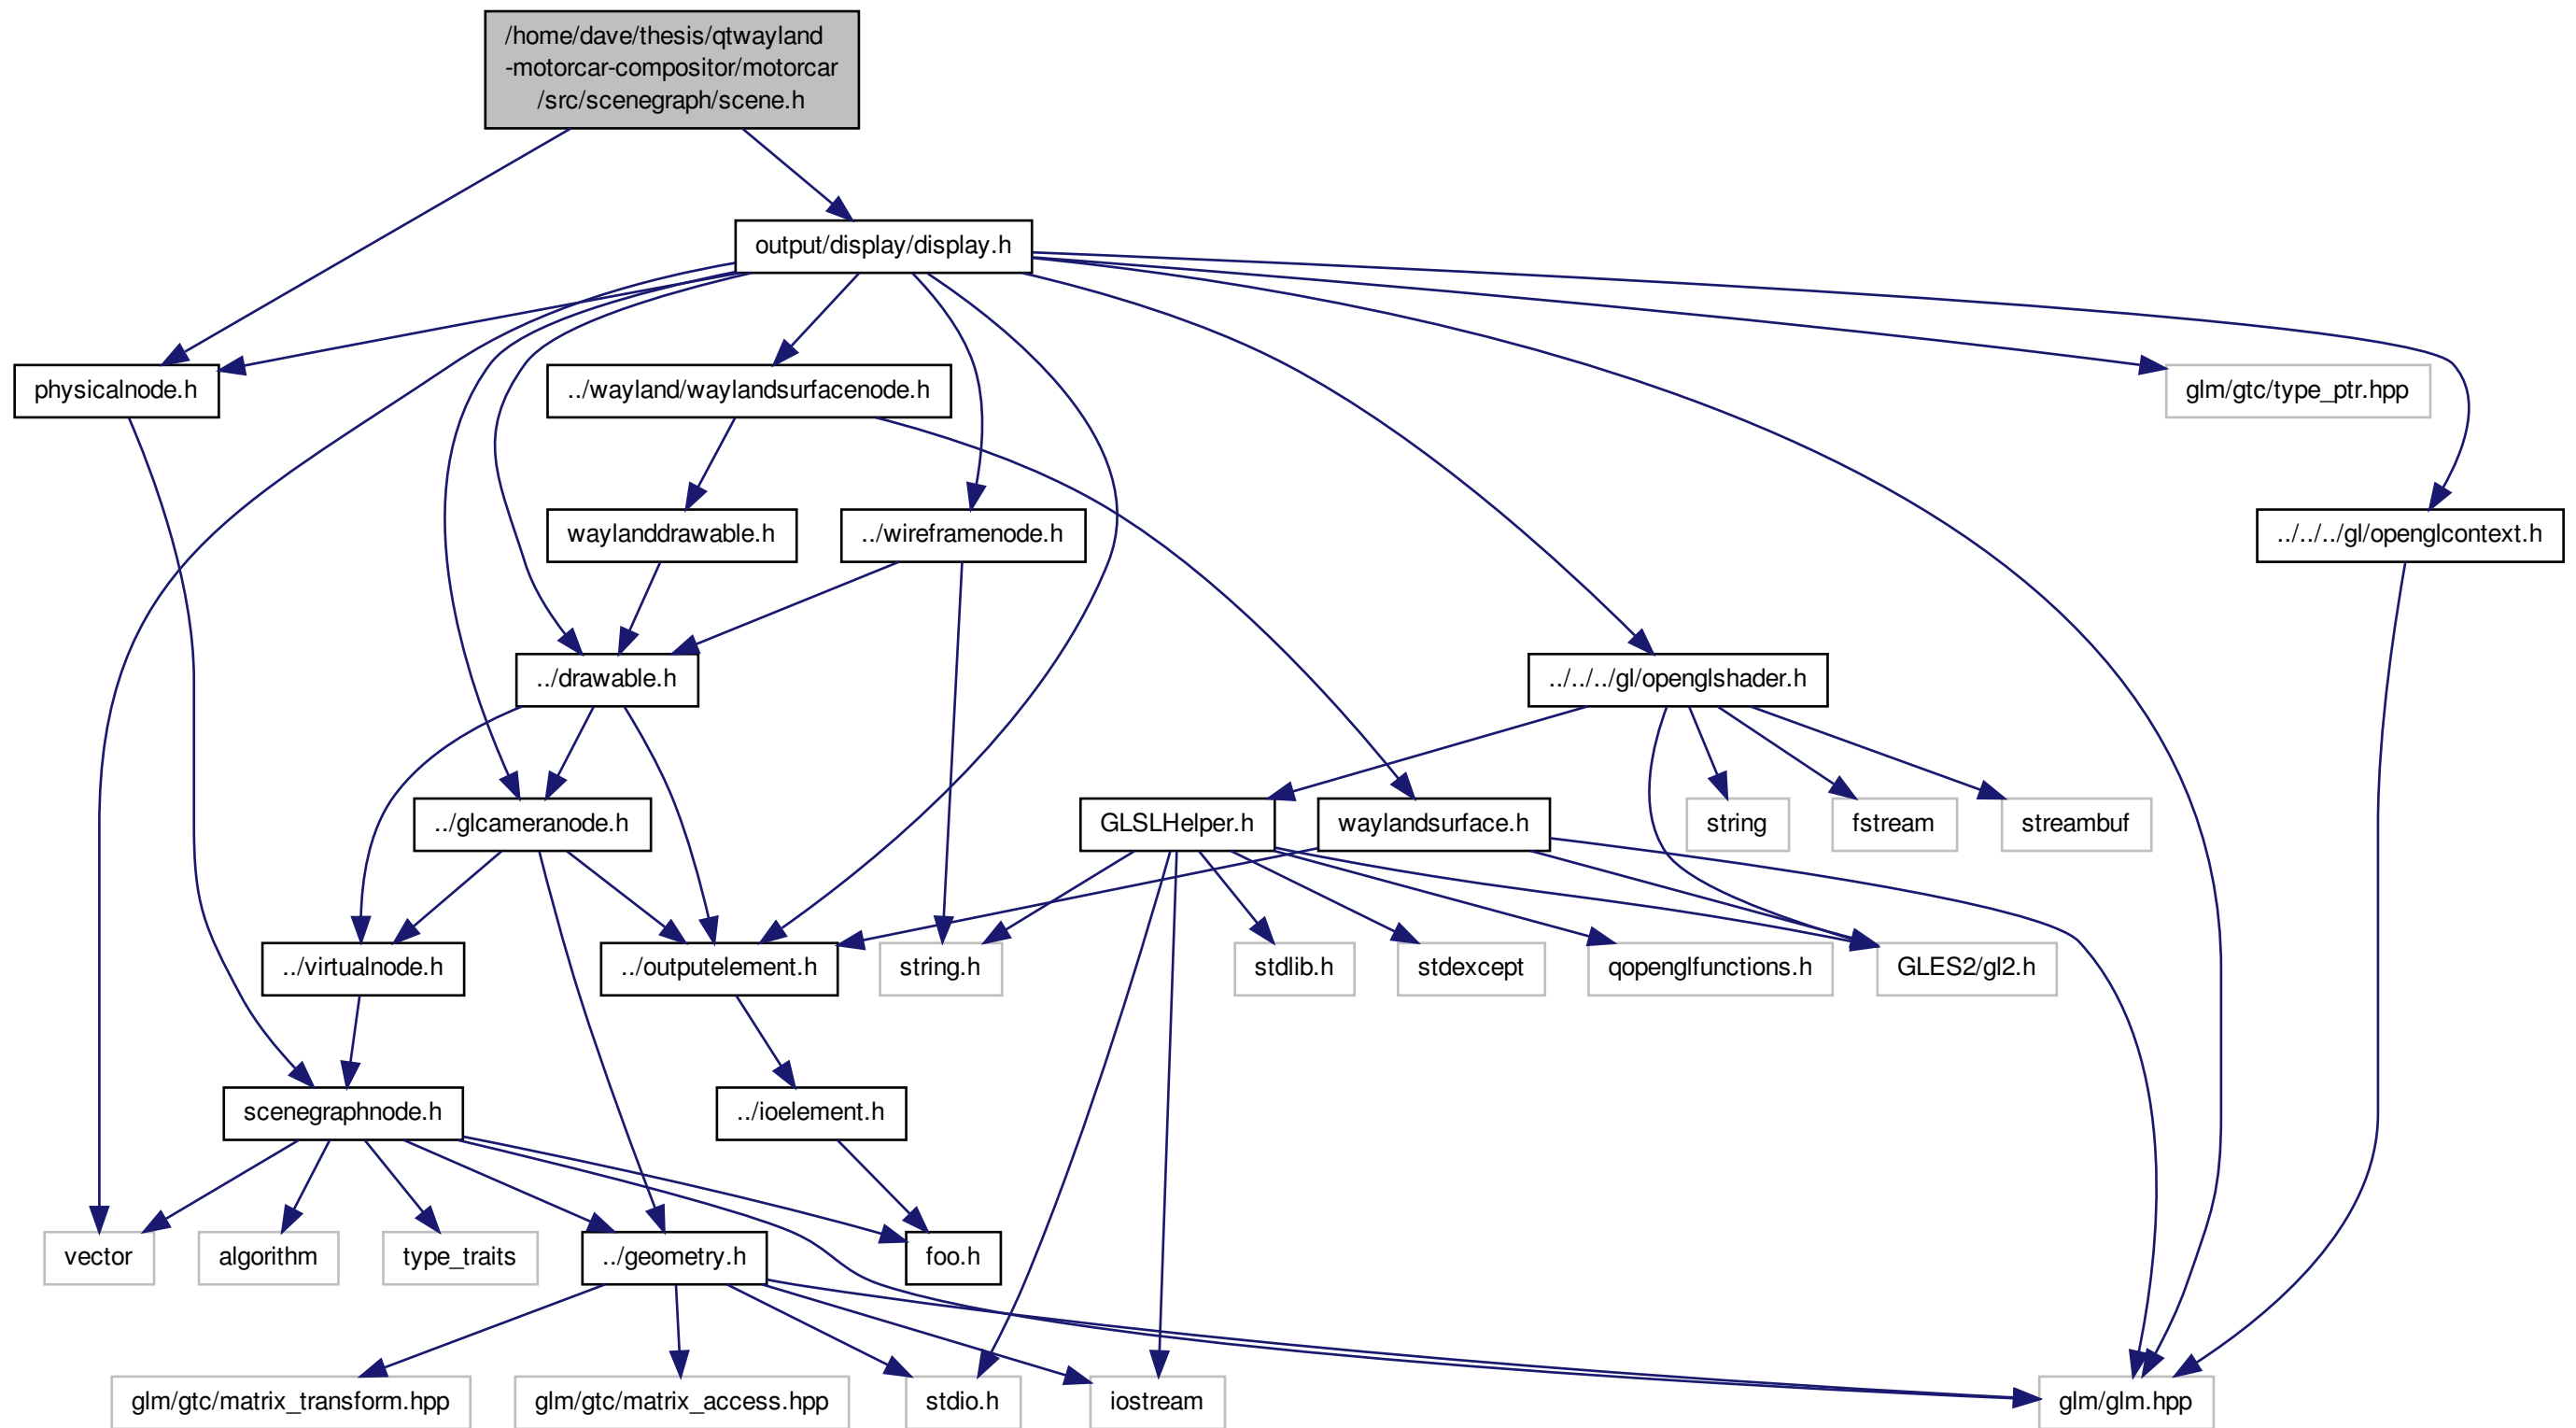 /home/dave/thesis/qtwayland
-motorcar-compositor/motorcar
/src/scenegraph/scene.h
output/display/display.h
physicalnode.h
../wayland/waylandsurfacenode.h
glm/gtc/type_ptr.hpp
waylanddrawable.h
../wireframenode.h
../../../gl/openglcontext.h
../drawable.h
../../../gl/openglshader.h
../glcameranode.h
GLSLHelper.h
waylandsurface.h
string
fstream
streambuf
../virtualnode.h
../outputelement.h
string.h
stdlib.h
stdexcept
qopenglfunctions.h
GLES2/gl2.h
scenegraphnode.h
../ioelement.h
vector
algorithm
type_traits
../geometry.h
foo.h
glm/gtc/matrix_transform.hpp
glm/gtc/matrix_access.hpp
stdio.h
iostream
glm/glm.hpp